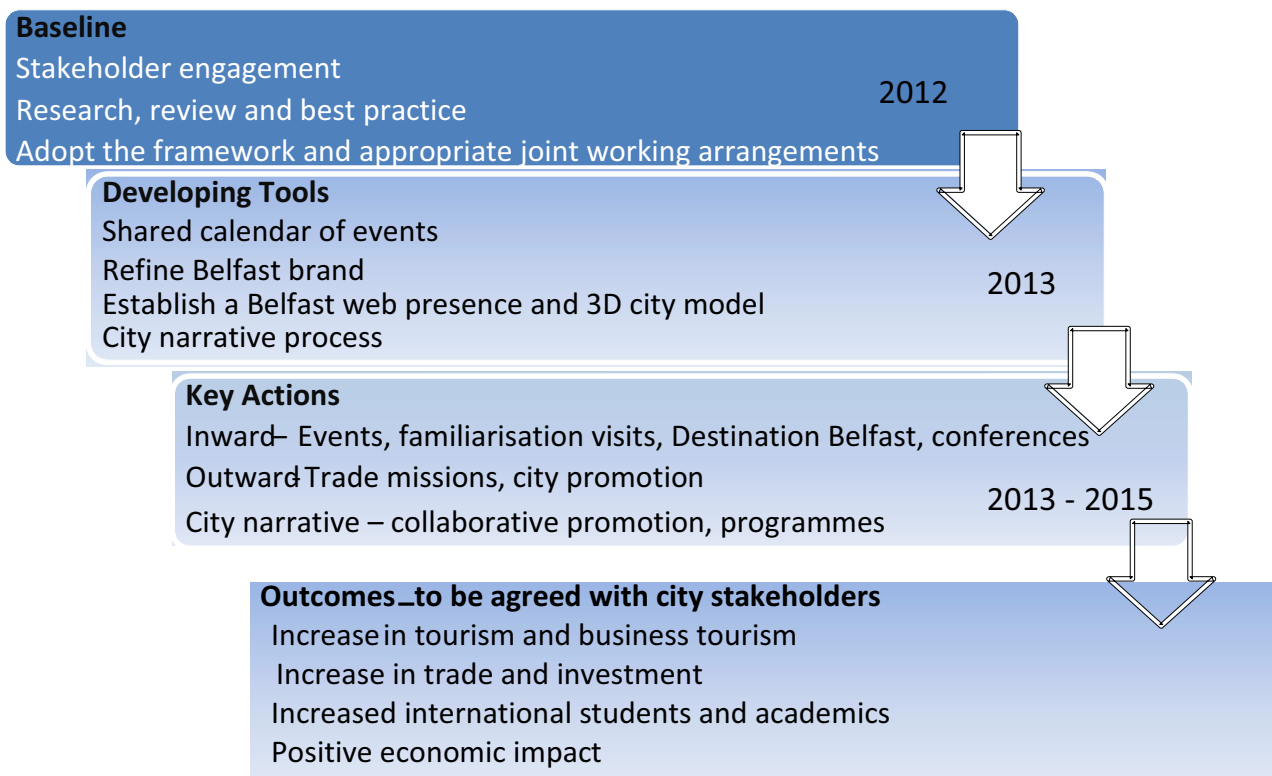 Baseline
Stakeholder engagement
Research, review and best practice
Adopt the framework and appropriate joint working arrangements
2012
Developing Tools
Shared calendar of events
Refine Belfast brand
Establish a Belfast web presence and 3D city model
City narrative process
2013
Key Actions
Inward– Events, familiarisation visits, Destination Belfast, conferences
Outward-Trade missions, city promotion
City narrative – collaborative promotion, programmes
2013 - 2015
Outcomes –to be agreed with city stakeholders
Increase in tourism and business tourism
Increase in trade and investment
Increased international students and academics
Positive economic impact